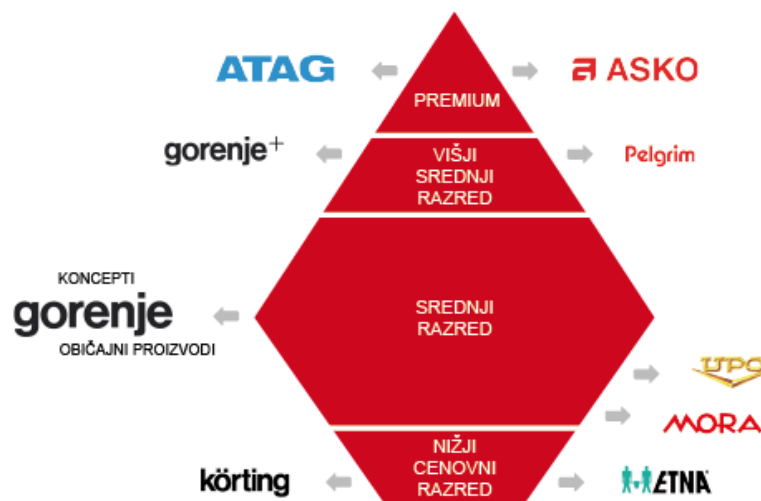 ATAG
PREMIUM
ASKO
gorenje+
VIŠJI
SREDNJI
RAZRED
Pelgrim
KONCEPTI
gorenje
OBIČAJNI PROIZVODI
SREDNJI
RAZRED
UPO
MORA
körting
NIŽJI
CENOVNI
RAZRED
ETNA